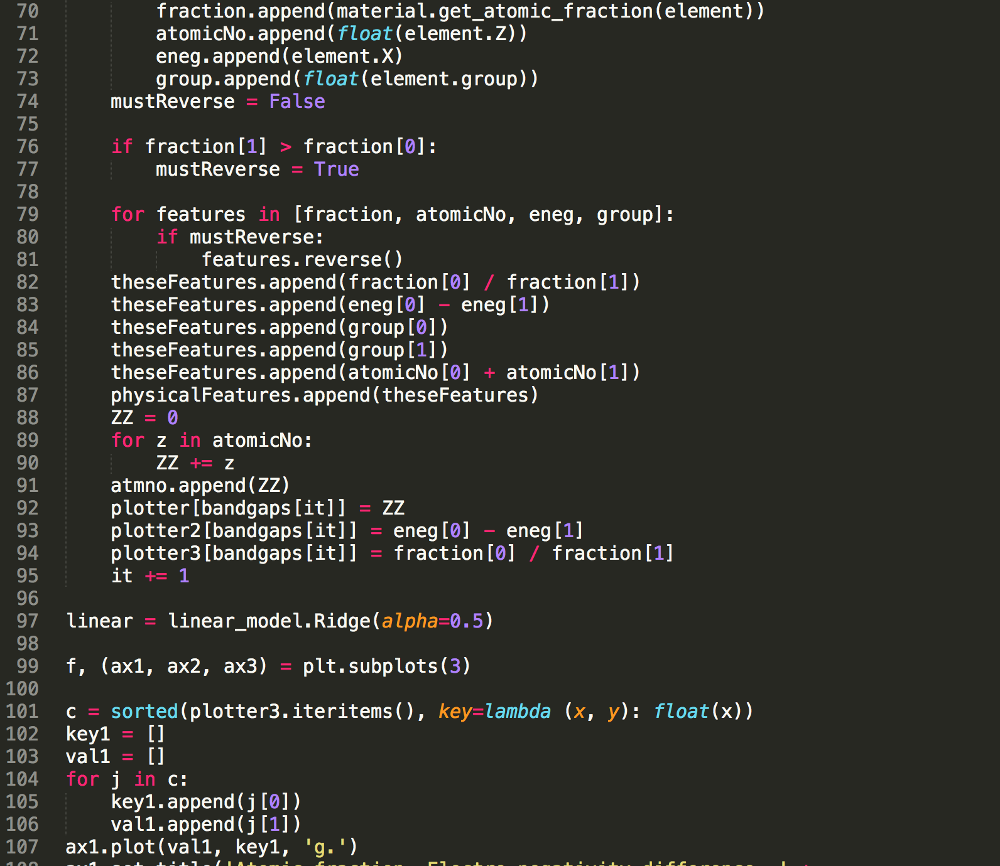 70 fraction.append(material.get_atomic_fraction(element))
71 atomicNo.append(float(element.Z))
72 eneg.append(element.X)
73 group.append(float(element.group))
74 mustReverse = False
75
76 if fraction[1] > fraction[0]:
77 mustReverse = True
78
79 for features in [fraction, atomicNo, eneg, group]:
80 if mustReverse:
81 features.reverse()
82 theseFeatures.append(fraction[0] / fraction[1])
83 theseFeatures.append(eneg[0] - eneg[1])
84 theseFeatures.append(group[0])
85 theseFeatures.append(group[1])
86 theseFeatures.append(atomicNo[0] + atomicNo[1])
87 physicalFeatures.append(theseFeatures)
88 ZZ = 0
89 for z in atomicNo:
90 ZZ += z
91 atmno.append(ZZ)
92 plotter[bandgaps[it]] = ZZ
93 plotter2[bandgaps[it]] = eneg[0] - eneg[1]
94 plotter3[bandgaps[it]] = fraction[0] / fraction[1]
95 it += 1
96
97 linear = linear_model.Ridge(alpha=0.5)
98
99 f, (ax1, ax2, ax3) = plt.subplots(3)
100
101 c = sorted(plotter3.iteritems(), key=lambda (x, y): float(x))
102 key1 = []
103 val1 = []
104 for j in c:
105 key1.append(j[0])
106 val1.append(j[1])
107 ax1.plot(val1, key1, 'g.')